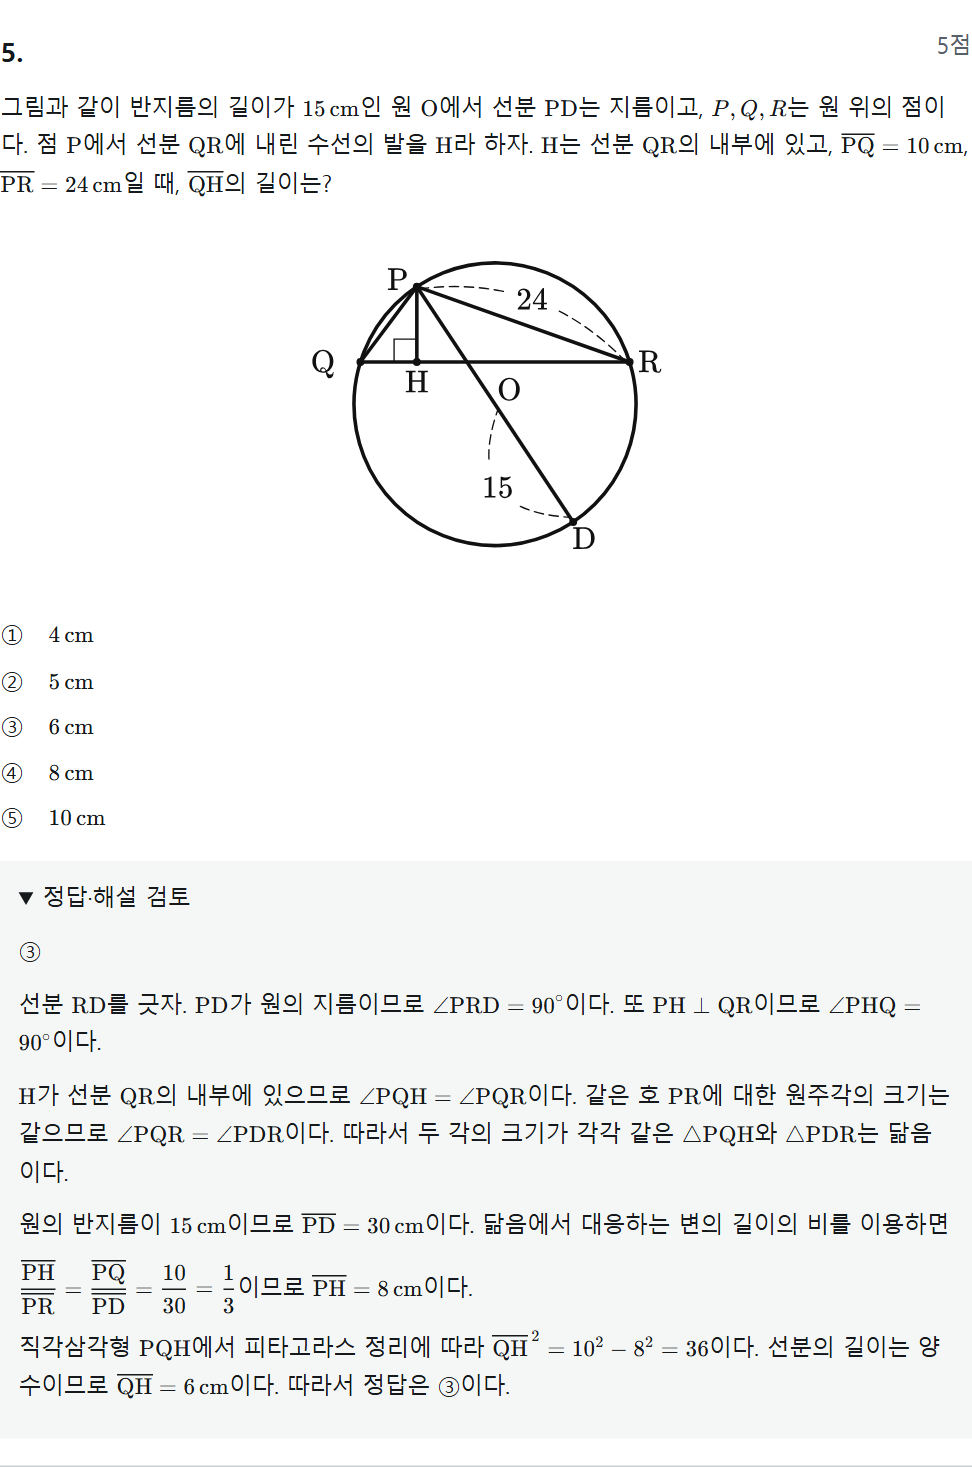 5.
5점
그림과 같이 반지름의 길이가 15 cm인 원 O에서 선분 PD는 지름이고, P, Q, R는 원 위의 점이
다. 점 P에서 선분 QR에 내린 수선의 발을 H라 하자. H는 선분 QR의 내부에 있고, P̅Q̅ = 10 cm,
P̅R̅ = 24 cm일 때, Q̅H̅의 길이는?
P
24
Q
H
R
O
15
D
① 4 cm
② 5 cm
③ 6 cm
④ 8 cm
⑤ 10 cm
▼ 정답·해설 검토
③
선분 RD를 긋자. PD가 원의 지름이므로 ∠PRD = 90°이다. 또 PH ⊥ QR이므로 ∠PHQ =
90°이다.
H가 선분 QR의 내부에 있으므로 ∠PQH = ∠PQR이다. 같은 호 PR에 대한 원주각의 크기는
같으므로 ∠PQR = ∠PDR이다. 따라서 두 각의 크기가 각각 같은 △PQH와 △PDR는 닮음
이다.
원의 반지름이 15 cm이므로 P̅D̅ = 30 cm이다. 닮음에서 대응하는 변의 길이의 비를 이용하면
P̅H̅/P̅R̅ = P̅Q̅/P̅D̅ = 10/30 = 1/3이므로 P̅H̅ = 8 cm이다.
직각삼각형 PQH에서 피타고라스 정리에 따라 Q̅H̅² = 10² − 8² = 36이다. 선분의 길이는 양
수이므로 Q̅H̅ = 6 cm이다. 따라서 정답은 ③이다.